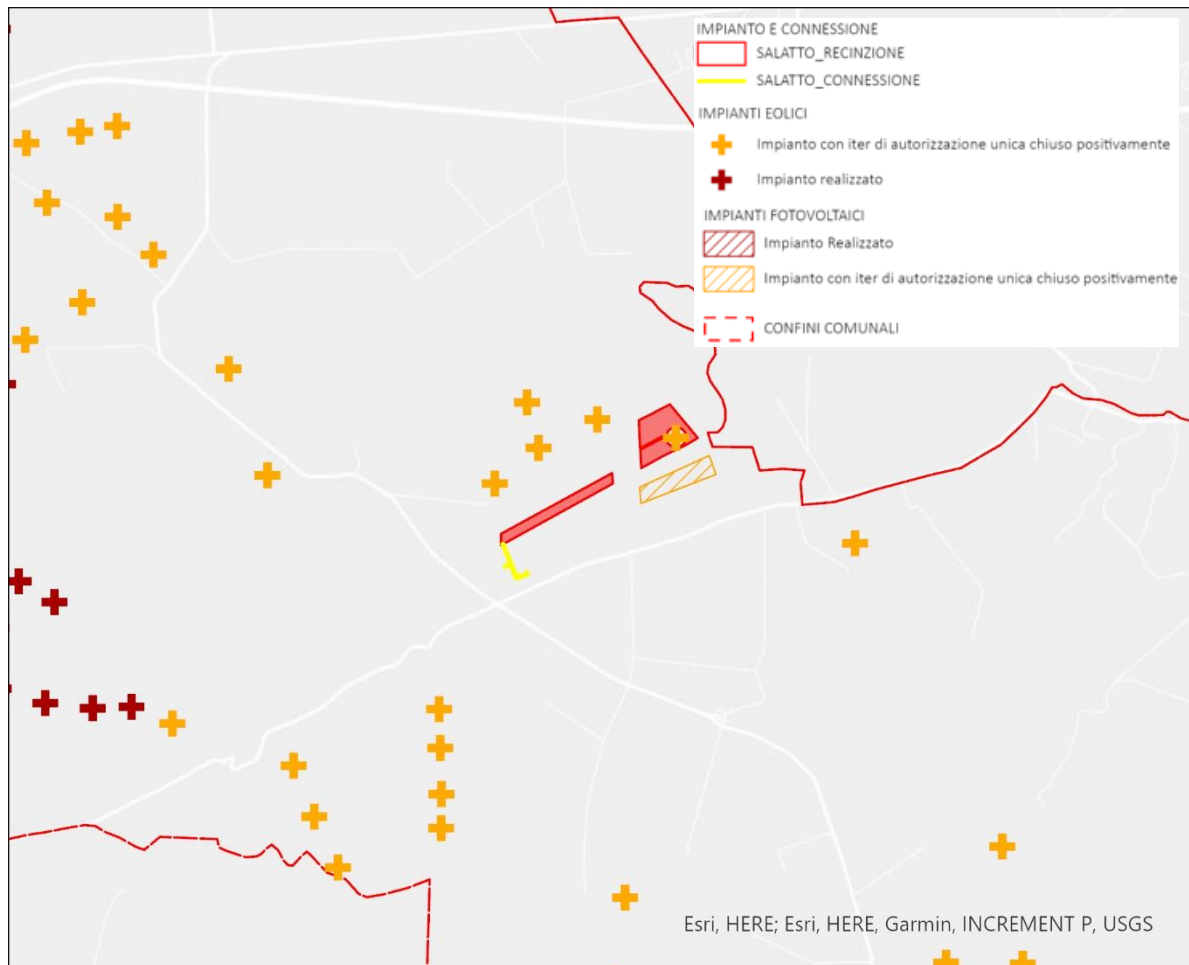 IMPIANTO E CONNESSIONE
SALATTO_RECINZIONE
SALATTO_CONNESSIONE
IMPIANTI EOLICI
Impianto con iter di autorizzazione unica chiuso positivamente
Impianto realizzato
IMPIANTI FOTOVOLTAICI
Impianto Realizzato
Impianto con iter di autorizzazione unica chiuso positivamente
CONFINI COMUNALI
Esri, HERE; Esri, HERE, Garmin, INCREMENT P, USGS